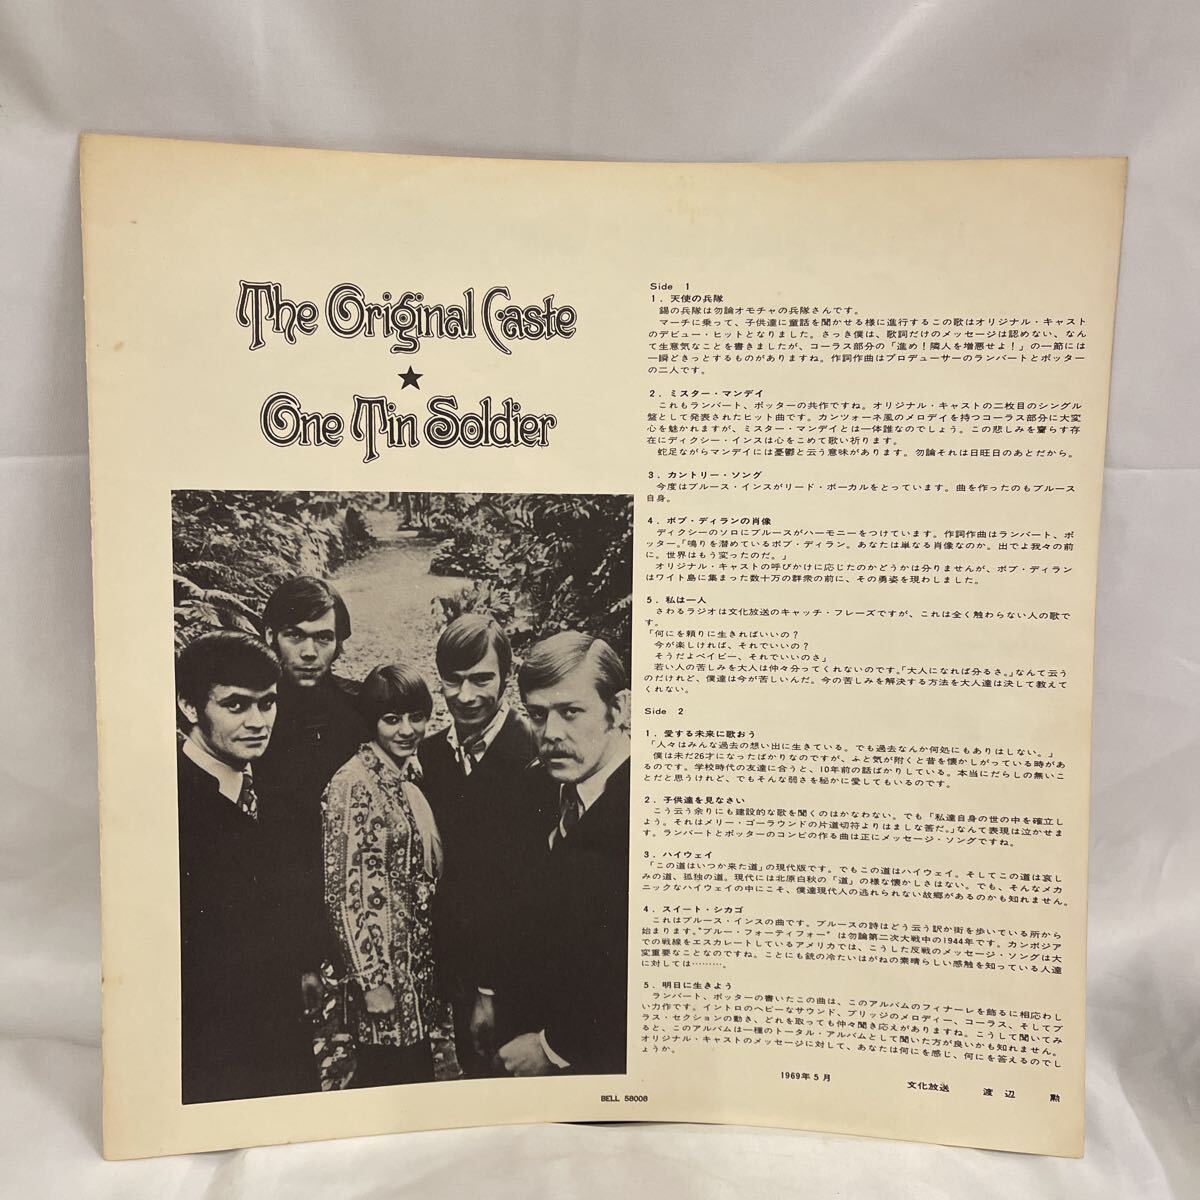 The Original Caste
★
One Tin Soldier
Side 1
1．天使の兵隊
錫の兵隊は勿論オモチャの兵隊さんです。
マーチに乗って、子供達に童話を聞かせる様に進行するこの歌はオリジナル・キャスト
のデビュー・ヒットとなりました。さっき僕は、歌詞だけのメッセージは認めない、なん
て生意気なことを書きましたが、コーラス部分の「進め！隣人を増悪せよ！」の一節には
一瞬どきっとするものがありますね。作詞作曲はプロデューサーのランバートとポッター
の二人です。
2．ミスター・マンデイ
これもランバート、ポッターの共作ですね。オリジナル・キャストの二枚目のシングル
盤として発表されたヒット曲です。カンツォーネ風のメロデイを持つコーラス部分に大変
心を魅かれますが、ミスター・マンデイとは一体誰なのでしょう。この悲しみを齎らす存
在にディクシー・インスは心をこめて歌い祈ります。
蛇足ながらマンデイには憂鬱と云う意味があります。勿論それは日旺日のあとだから。
3．カントリー・ソング
今度はブルース・インスがリード・ボーカルをとっています。曲を作ったのもブルース
自身。
4．ボブ・ディランの肖像
ディクシーのソロにブルースがハーモニーをつけています。作詞作曲はランバート、ポ
ッター。「鳴りを潜めているボブ・ディラン。あなたは単なる肖像なのか。出でよ我々の前
に。世界はもう変ったのだ。」
オリジナル・キャストの呼びかけに応じたのかどうかは分りませんが、ボブ・ディラン
はワイト島に集まった数十万の群衆の前に、その勇姿を現わしました。
5．私は一人
さわるラジオは文化放送のキャッチ・フレーズですが、これは全く触わらない人の歌で
す。
「何にを頼りに生きればいいの？
今が楽しければ、それでいいの？
そうだよベイビー、それでいいのさ」
若い人の苦しみを大人は仲々分ってくれないのです。「大人になれば分るさ。」なんて云う
のだけれど、僕達は今が苦しいんだ。今の苦しみを解決する方法を大人達は決して教えて
くれない。
Side 2
1．愛する未来に歌おう
「人々はみんな過去の想い出に生きている。でも過去なんか何処にもありはしない。」
僕は未だ26才になったばかりなのですが、ふと気が附くと昔を懐かしがっている時があ
るのです。学校時代の友達に合うと、10年前の話ばかりしている。本当にだらしの無いこ
とだと思うけれど、でもそんな弱さを秘かに愛してもいるのです。
2．子供達を見なさい
こう云う余りにも建設的な歌を聞くのはかなわない。でも「私達自身の世の中を確立し
よう。それはメリー・ゴーラウンドの片道切符よりはましな筈だ。」なんて表現は泣かせま
す。ランバートとポッターのコンビの作る曲は正にメッセージ・ソングですね。
3．ハイウェイ
「この道はいつか来た道」の現代版です。でもこの道はハイウェイ。そしてこの道は哀し
みの道、孤独の道。現代には北原白秋の「道」の様な懐かしさはない。でも、そんなメカ
ニックなハイウェイの中にこそ、僕達現代人の逃れられない故郷があるのかも知れません。
4．スイート・シカゴ
これはブルース・インスの曲です。ブルースの詩はどう云う訳か街を歩いている所から
始まります。"ブルー・フォーティフォー"は勿論第二次大戦中の1944年です。カンボジア
での戦線をエスカレートしているアメリカでは、こうした反戦のメッセージ・ソングは大
変重要なことなのですね。ことにも銃の冷たいはがねの素晴らしい感触を知っている人達
に対しては………。
5．明日に生きよう
ランバート、ポッターの書いたこの曲は、このアルバムのフィナーレを飾るに相応わし
い力作です。イントロのヘビーなサウンド、ブリッジのメロディー、コーラス、そしてブ
ラス・セクションの動き、どれを取っても仲々聞き応えがありますね。こうして聞いてみ
ると、このアルバムは一種のトータル・アルバムとして聞いた方が良いかも知れません。
オリジナル・キャストのメッセージに対して、あなたは何にを感じ、何にを答えるのでし
ょうか。
1969年5月 文化放送 渡辺 勲
BELL 58008